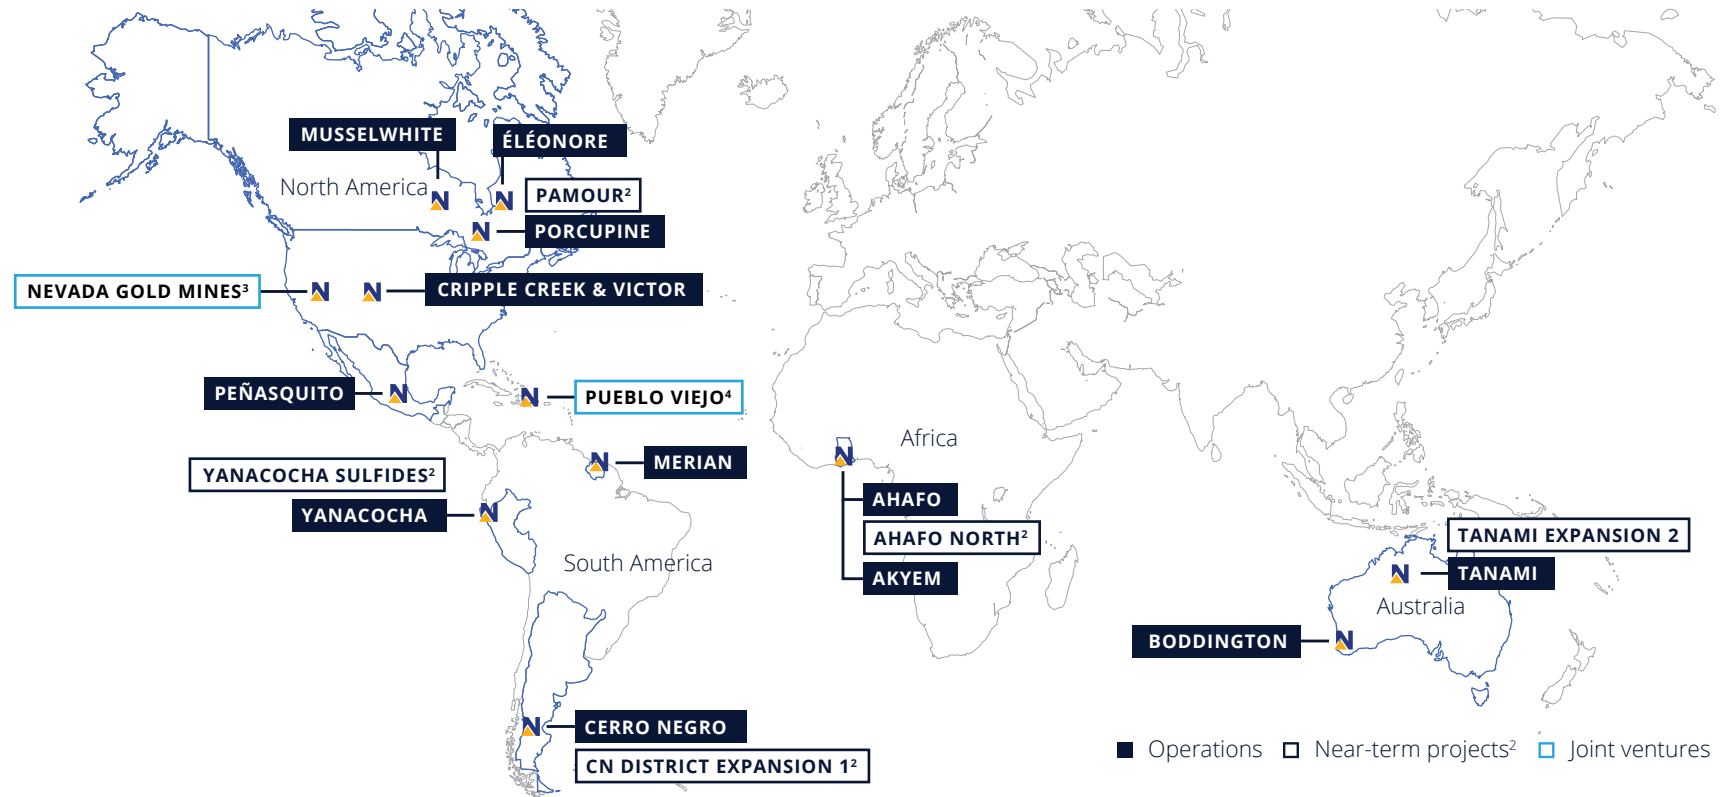 MUSSELWHITE
ÉLÉONORE
North America
PAMOUR²
PORCUPINE
NEVADA GOLD MINES³
CRIPPLE CREEK & VICTOR
PEÑASQUITO
PUEBLO VIEJO⁴
MERIAN
YANACOCHA SULFIDES²
YANACOCHA
South America
CERRO NEGRO
CN DISTRICT EXPANSION 1²
Africa
AHAFO
AHAFO NORTH²
AKYEM
TANAMI EXPANSION 2
TANAMI
Australia
BODDINGTON
Operations
Near-term projects²
Joint ventures